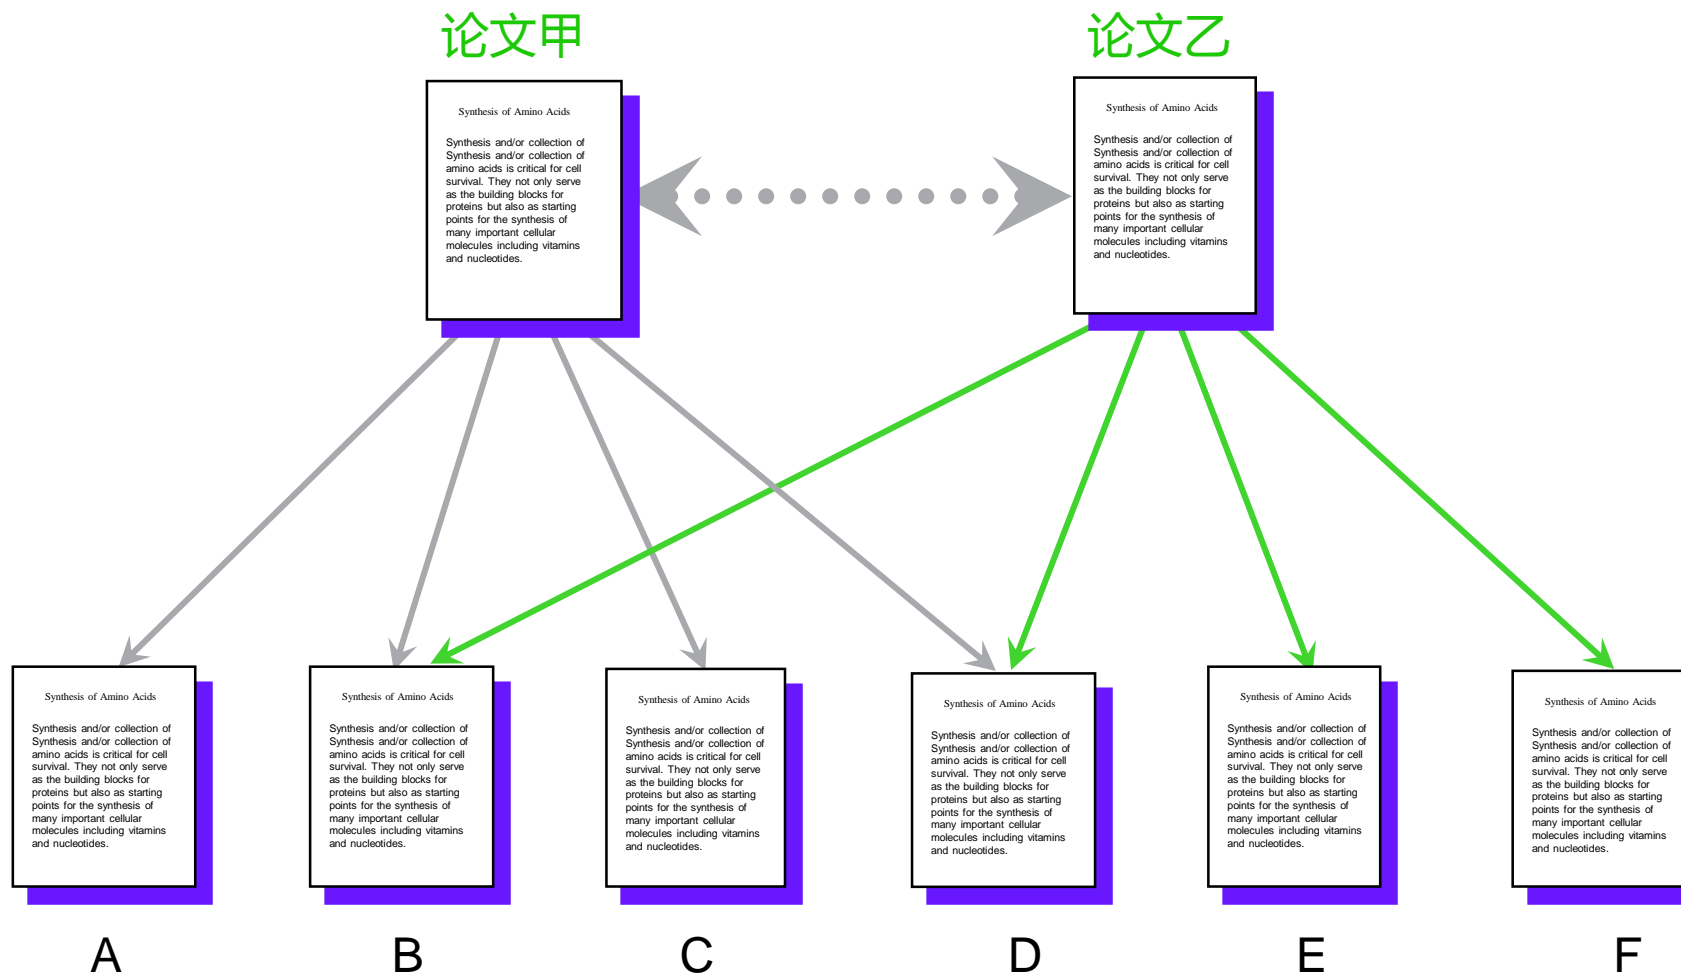 论文甲
论文乙
Synthesis of Amino Acids
Synthesis and/or collection of
Synthesis and/or collection of
amino acids is critical for cell
survival. They not only serve
as the building blocks for
proteins but also as starting
points for the synthesis of
many important cellular
molecules including vitamins
and nucleotides.
Synthesis of Amino Acids
Synthesis and/or collection of
Synthesis and/or collection of
amino acids is critical for cell
survival. They not only serve
as the building blocks for
proteins but also as starting
points for the synthesis of
many important cellular
molecules including vitamins
and nucleotides.
Synthesis of Amino Acids
Synthesis and/or collection of
Synthesis and/or collection of
amino acids is critical for cell
survival. They not only serve
as the building blocks for
proteins but also as starting
points for the synthesis of
many important cellular
molecules including vitamins
and nucleotides.
Synthesis of Amino Acids
Synthesis and/or collection of
Synthesis and/or collection of
amino acids is critical for cell
survival. They not only serve
as the building blocks for
proteins but also as starting
points for the synthesis of
many important cellular
molecules including vitamins
and nucleotides.
Synthesis of Amino Acids
Synthesis and/or collection of
Synthesis and/or collection of
amino acids is critical for cell
survival. They not only serve
as the building blocks for
proteins but also as starting
points for the synthesis of
many important cellular
molecules including vitamins
and nucleotides.
Synthesis of Amino Acids
Synthesis and/or collection of
Synthesis and/or collection of
amino acids is critical for cell
survival. They not only serve
as the building blocks for
proteins but also as starting
points for the synthesis of
many important cellular
molecules including vitamins
and nucleotides.
Synthesis of Amino Acids
Synthesis and/or collection of
Synthesis and/or collection of
amino acids is critical for cell
survival. They not only serve
as the building blocks for
proteins but also as starting
points for the synthesis of
many important cellular
molecules including vitamins
and nucleotides.
Synthesis of Amino Acids
Synthesis and/or collection of
Synthesis and/or collection of
amino acids is critical for cell
survival. They not only serve
as the building blocks for
proteins but also as starting
points for the synthesis of
many important cellular
molecules including vitamins
and nucleotides.
A
B
C
D
E
F